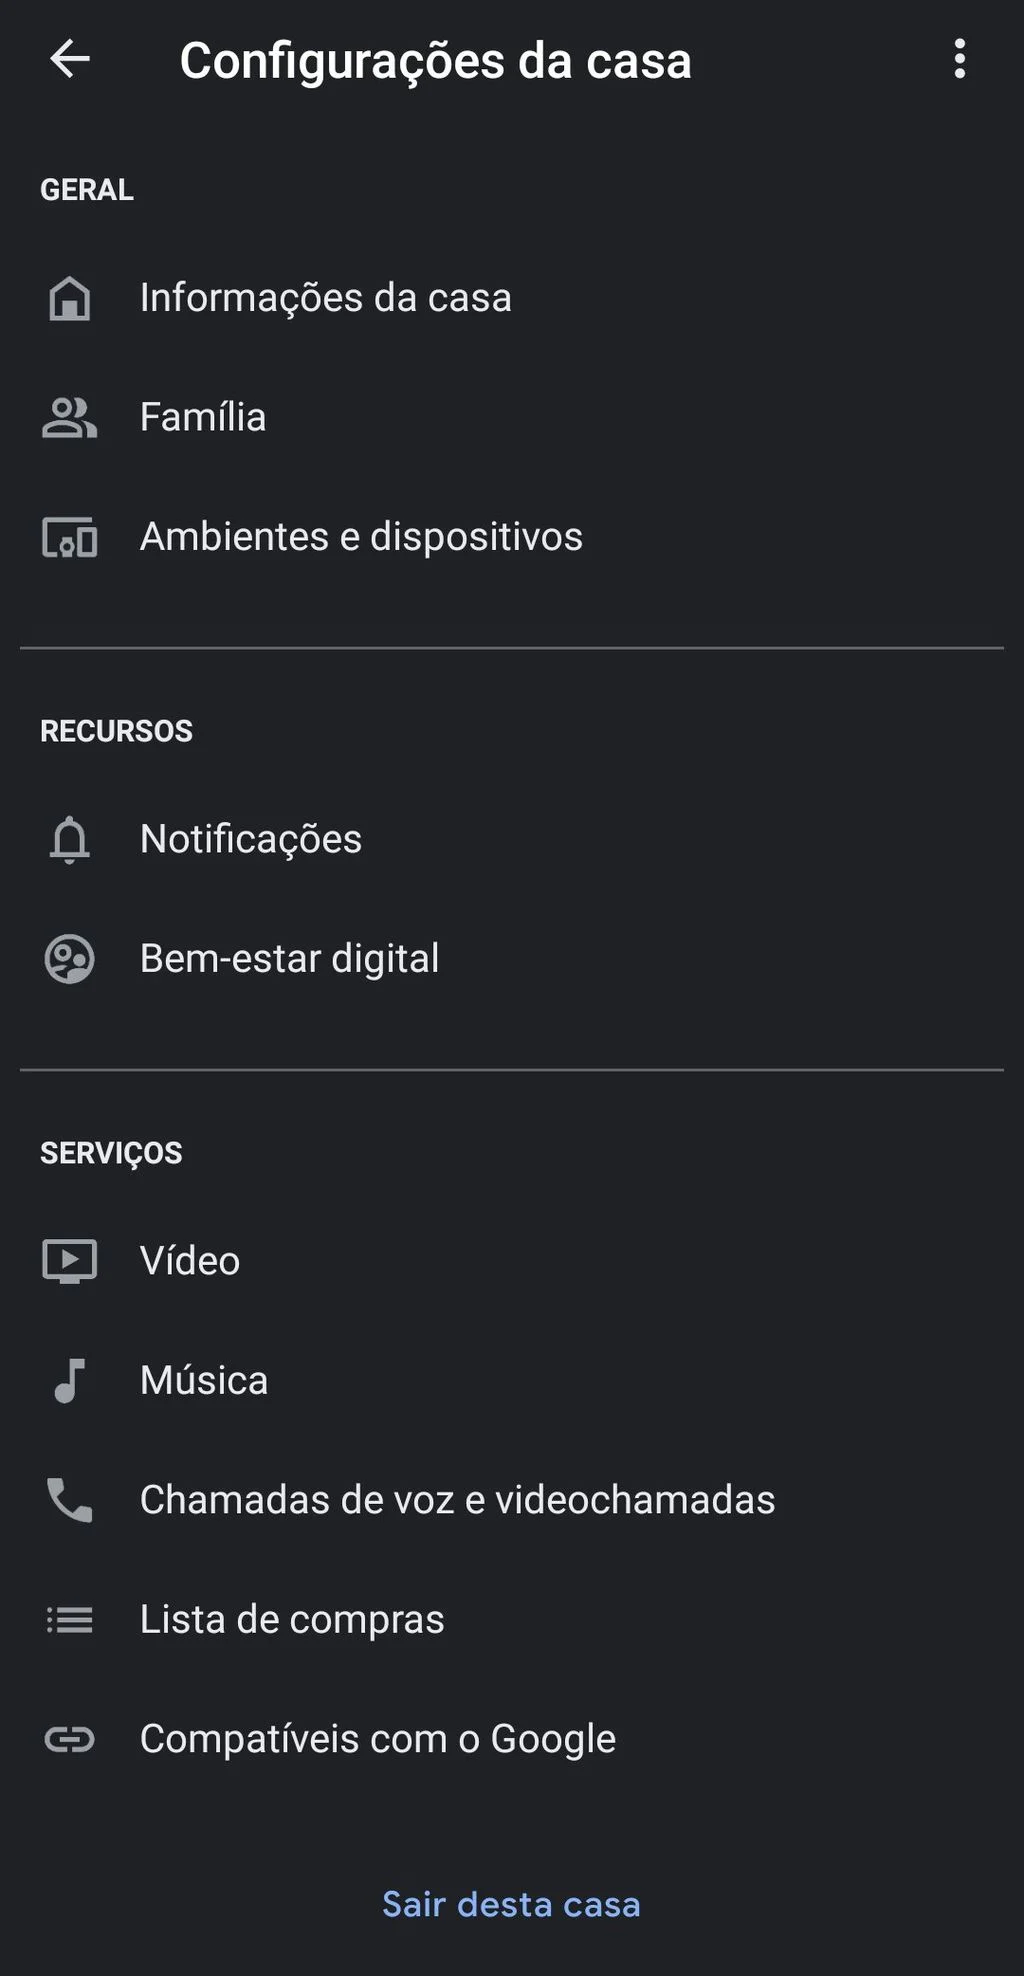 Configurações da casa
GERAL
Informações da casa
Família
Ambientes e dispositivos
RECURSOS
Notificações
Bem-estar digital
SERVIÇOS
Vídeo
Música
Chamadas de voz e videochamadas
Lista de compras
Compatíveis com o Google
Sair desta casa